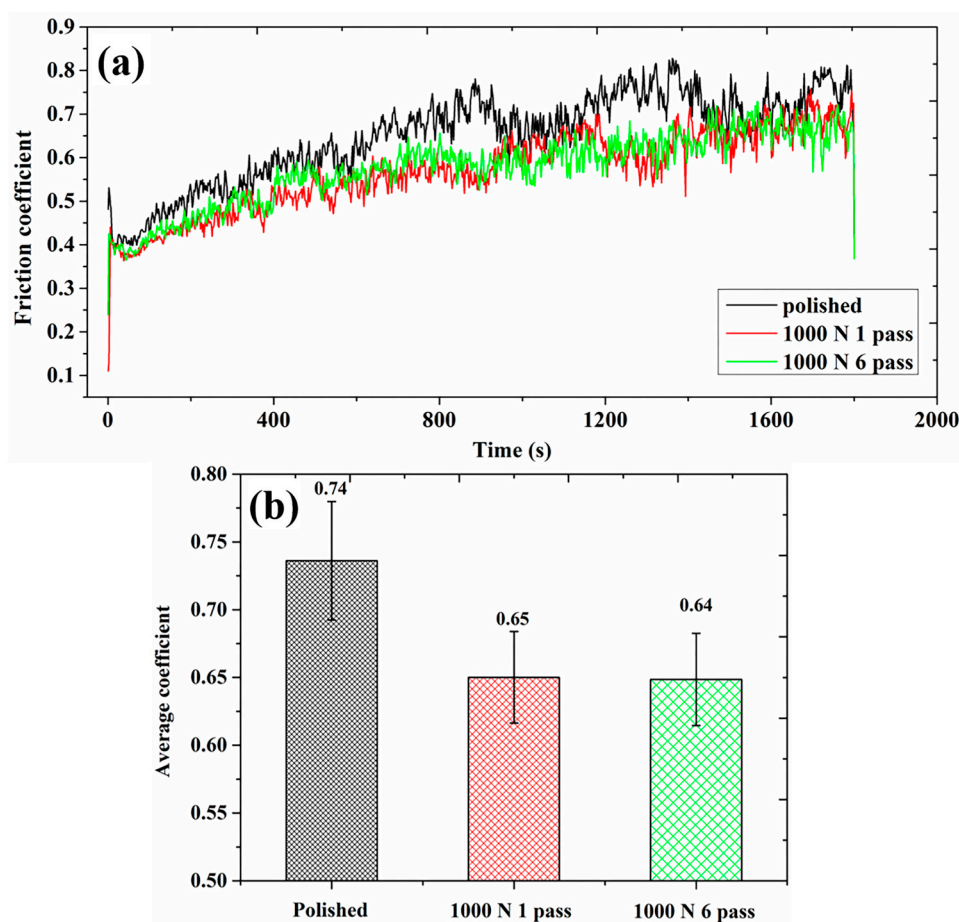 (a)
Friction coefficient
0.9
0.8
0.7
0.6
0.5
0.4
0.3
0.2
0.1
polished
1000 N 1 pass
1000 N 6 pass
0 400 800 1200 1600 2000
Time (s)
(b)
Average coefficient
0.80
0.75
0.70
0.65
0.60
0.55
0.50
0.74
0.65
0.64
Polished 1000 N 1 pass 1000 N 6 pass